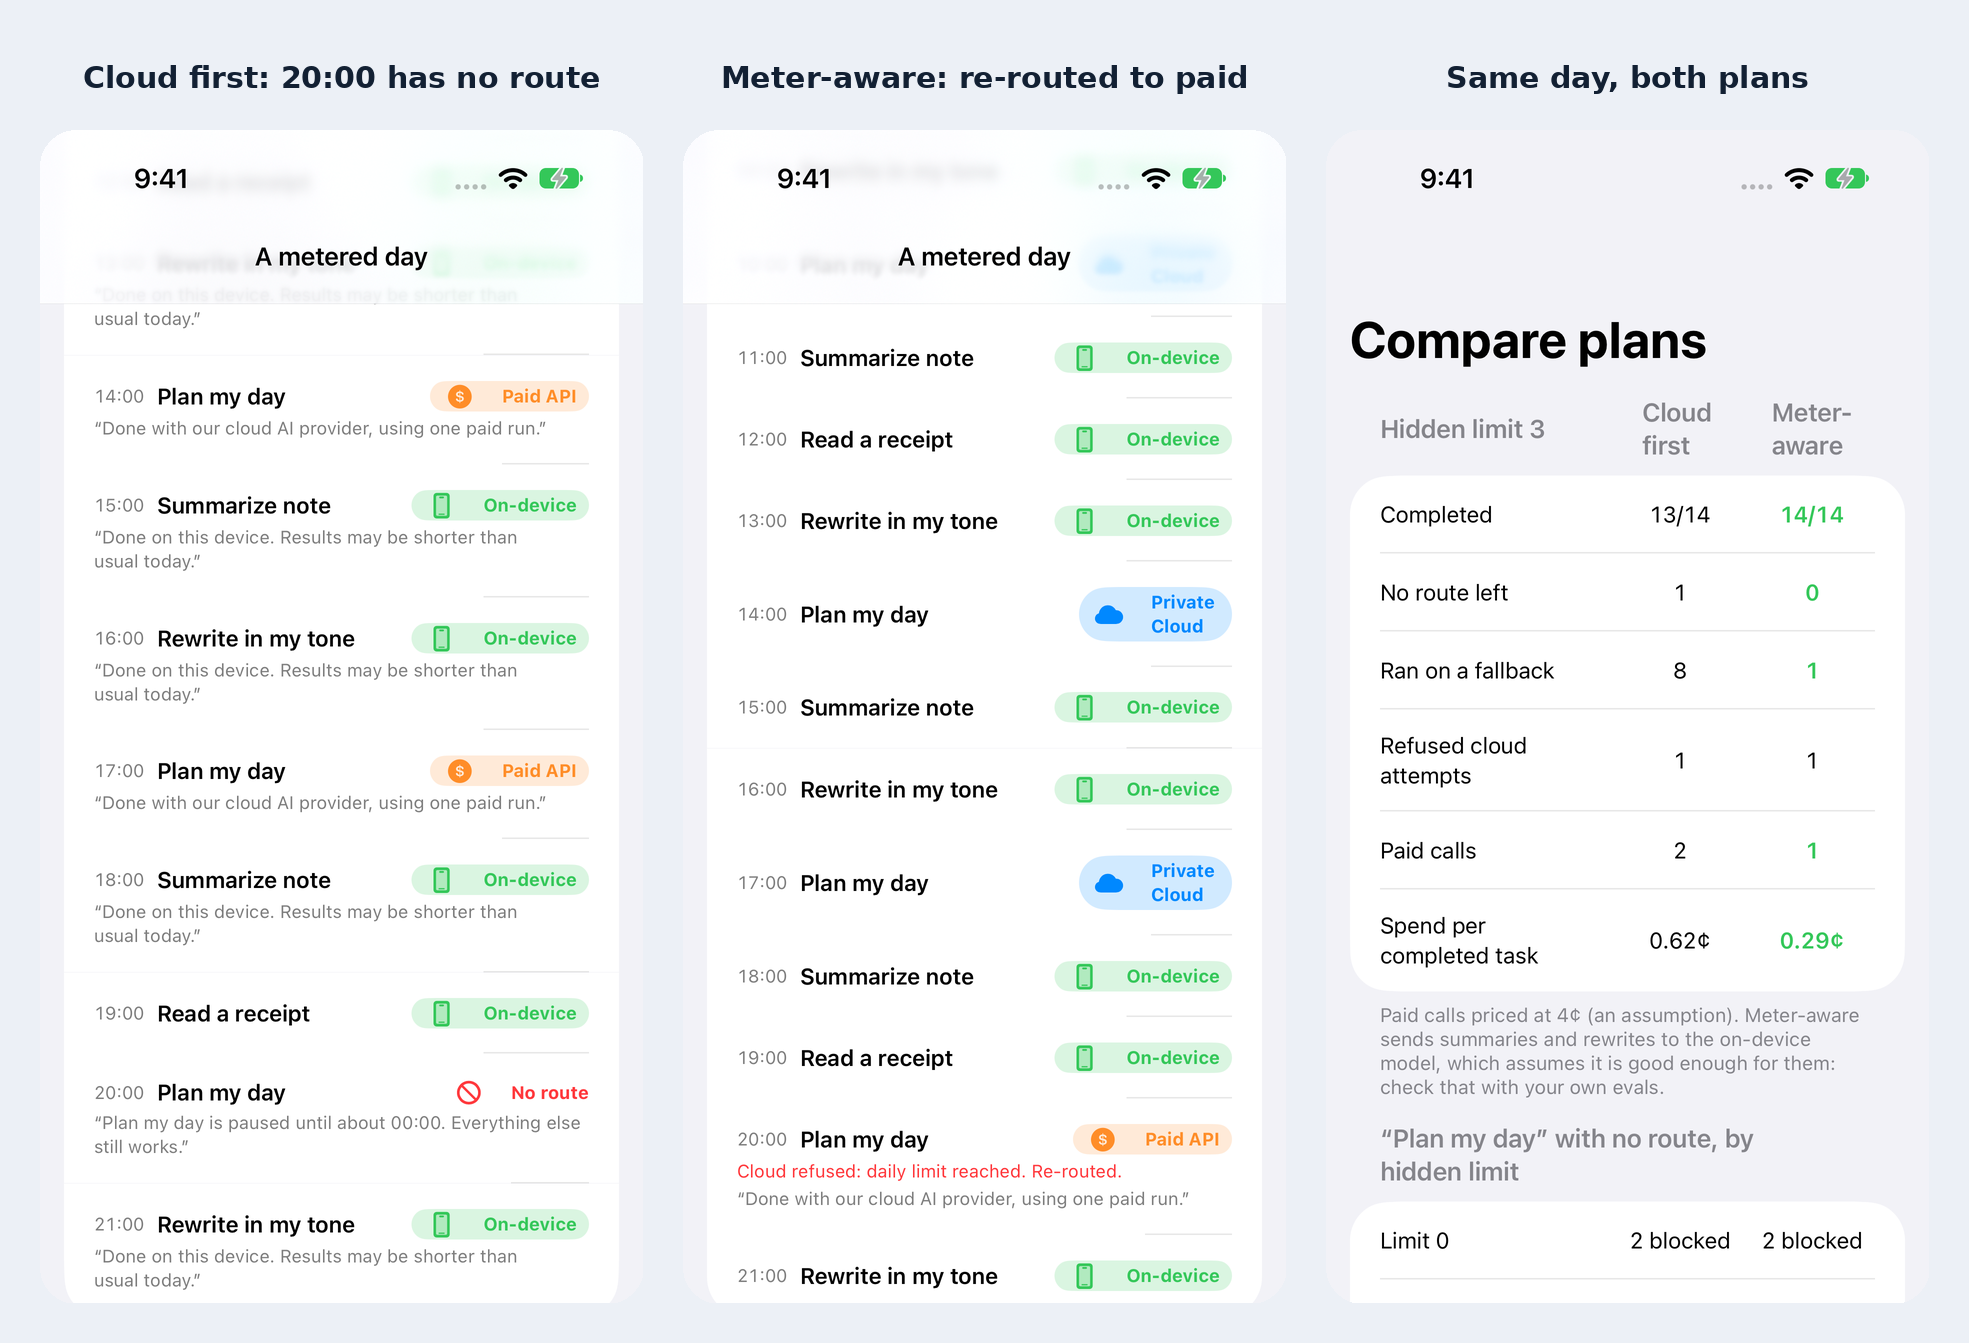 Cloud first: 20:00 has no route
9:41
A metered day
"Done on this device. Results may be shorter than
usual today.”
14:00 Plan my day Paid API
“Done with our cloud AI provider, using one paid run.”
15:00 Summarize note On-device
“Done on this device. Results may be shorter than
usual today.”
16:00 Rewrite in my tone On-device
“Done on this device. Results may be shorter than
usual today.”
17:00 Plan my day Paid API
“Done with our cloud AI provider, using one paid run.”
18:00 Summarize note On-device
“Done on this device. Results may be shorter than
usual today.”
19:00 Read a receipt On-device
20:00 Plan my day No route
“Plan my day is paused until about 00:00. Everything else
still works.”
21:00 Rewrite in my tone On-device
“Done on this device. Results may be shorter than
usual today.”
Meter-aware: re-routed to paid
9:41
A metered day
11:00 Summarize note On-device
12:00 Read a receipt On-device
13:00 Rewrite in my tone On-device
14:00 Plan my day Private
Cloud
15:00 Summarize note On-device
16:00 Rewrite in my tone On-device
17:00 Plan my day Private
Cloud
18:00 Summarize note On-device
19:00 Read a receipt On-device
20:00 Plan my day Paid API
Cloud refused: daily limit reached. Re-routed.
“Done with our cloud AI provider, using one paid run.”
21:00 Rewrite in my tone On-device
Same day, both plans
9:41
Compare plans
Hidden limit 3 Cloud
first Meter-
aware
Completed 13/14 14/14
No route left 1 0
Ran on a fallback 8 1
Refused cloud
attempts 1 1
Paid calls 2 1
Spend per
completed task 0.62¢ 0.29¢
Paid calls priced at 4¢ (an assumption). Meter-aware
sends summaries and rewrites to the on-device
model, which assumes it is good enough for them:
check that with your own evals.
“Plan my day” with no route, by
hidden limit
Limit 0 2 blocked 2 blocked